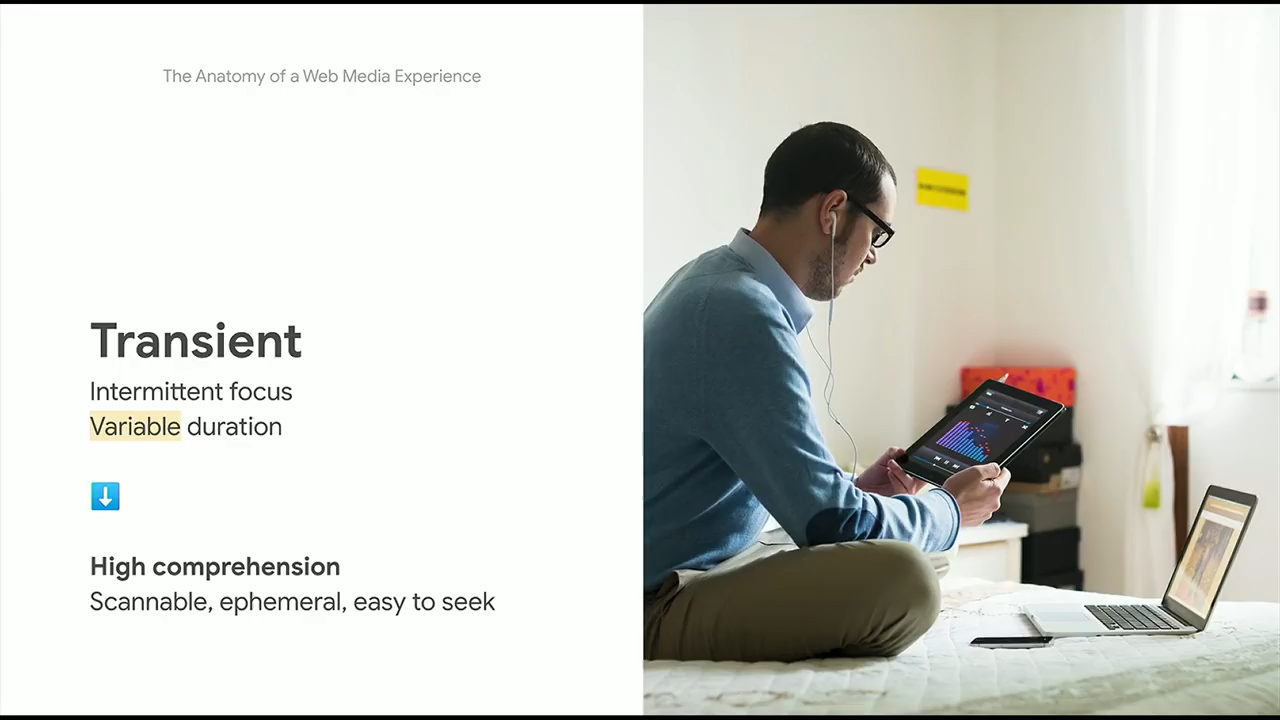 The Anatomy of a Web Media Experience
Transient
Intermittent focus
Variable duration
High comprehension
Scannable, ephemeral, easy to seek